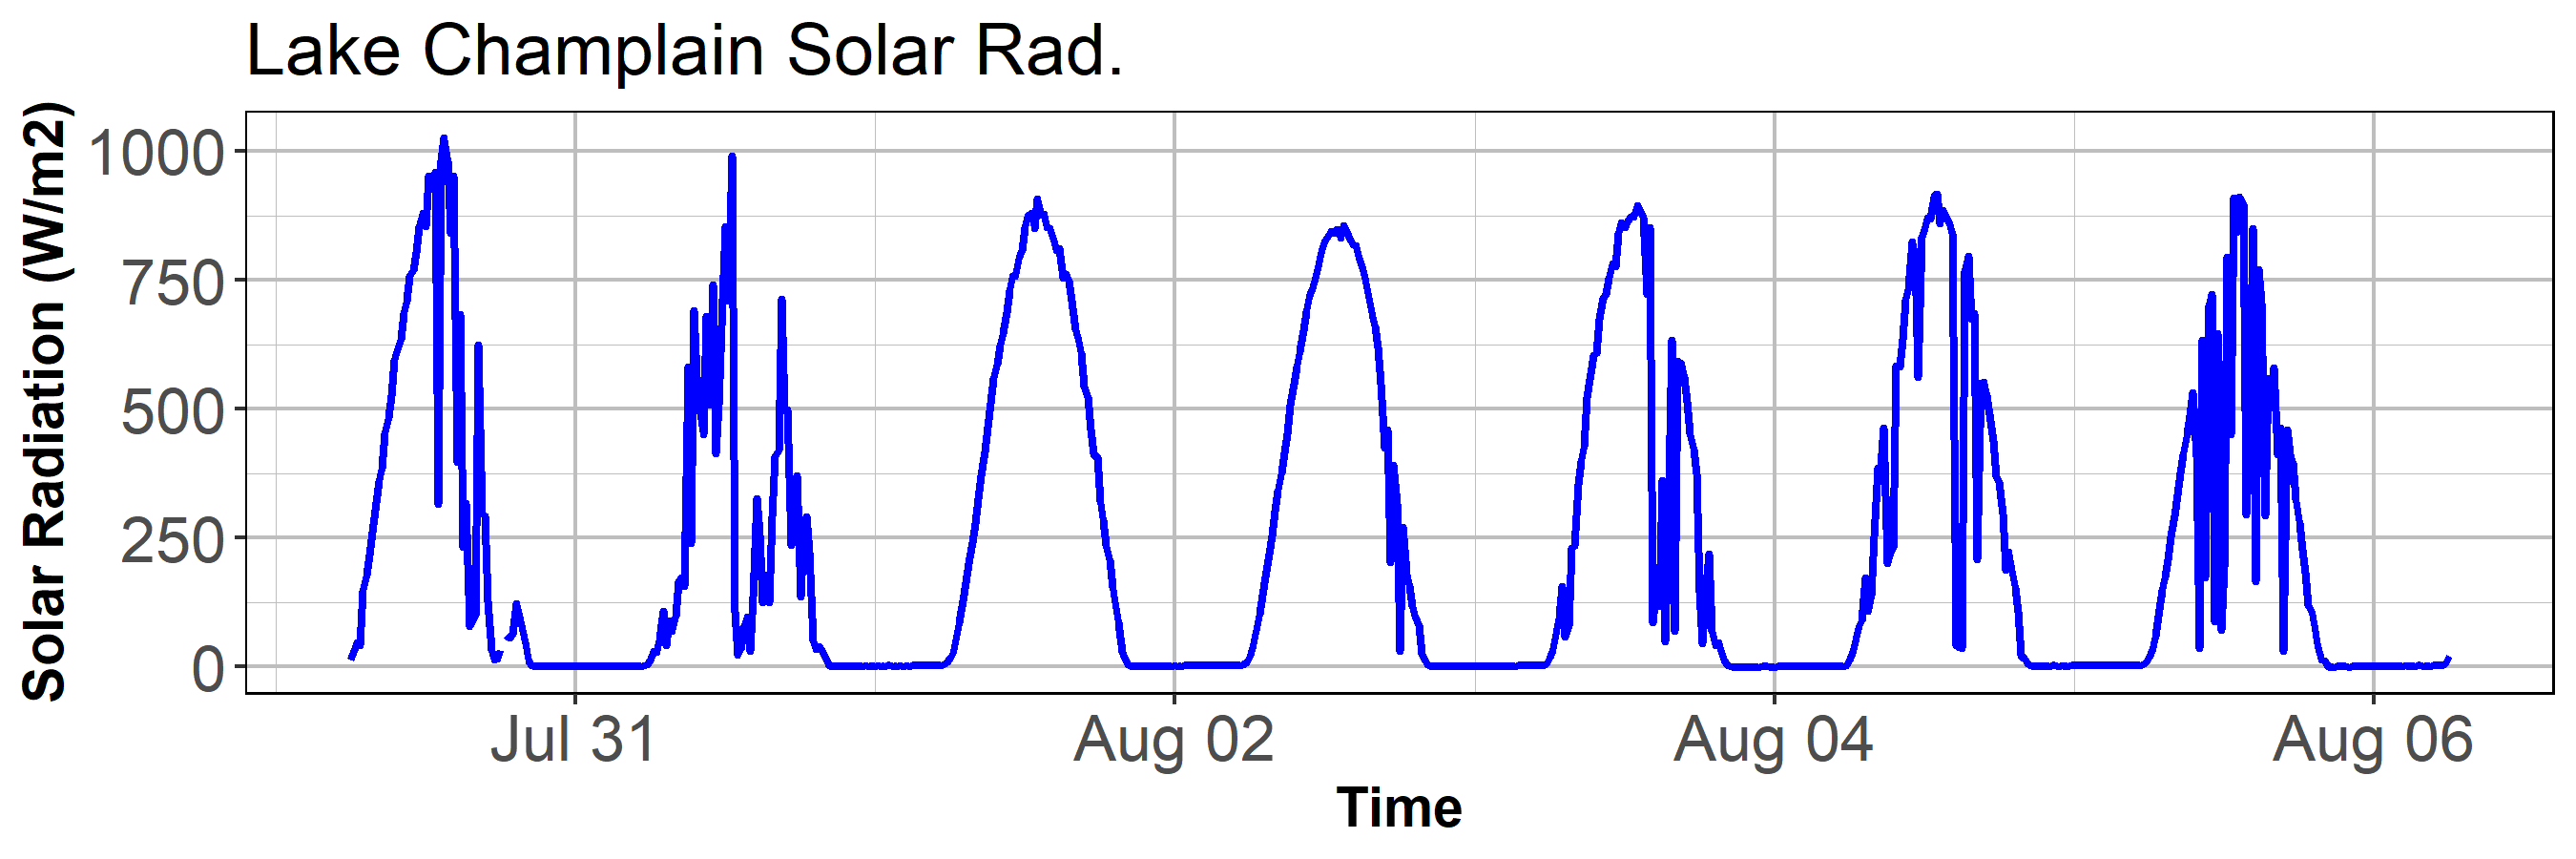 Lake Champlain Solar Rad.
Solar Radiation (W/m2)
1000
750
500
250
0
Jul 31
Aug 02
Aug 04
Aug 06
Time